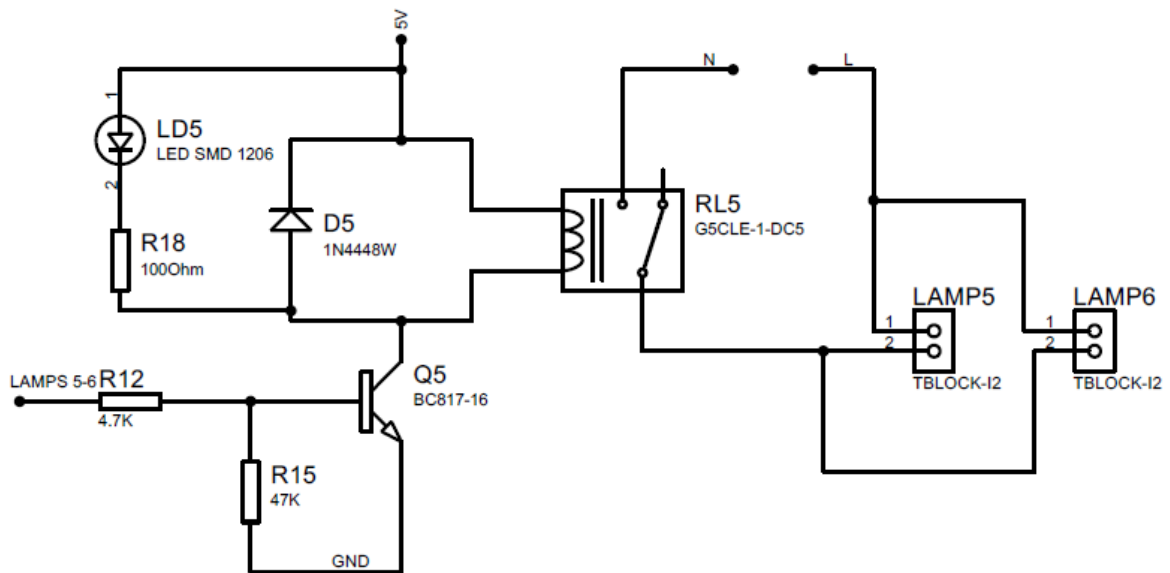 5V
N
L
1
LD5
LED SMD 1206
2
D5
1N4448W
R18
100Ohm
RL5
G5CLE-1-DC5
LAMP5
1
2
TBLOCK-I2
LAMP6
1
2
TBLOCK-I2
LAMPS 5-6
R12
4.7K
Q5
BC817-16
R15
47K
GND